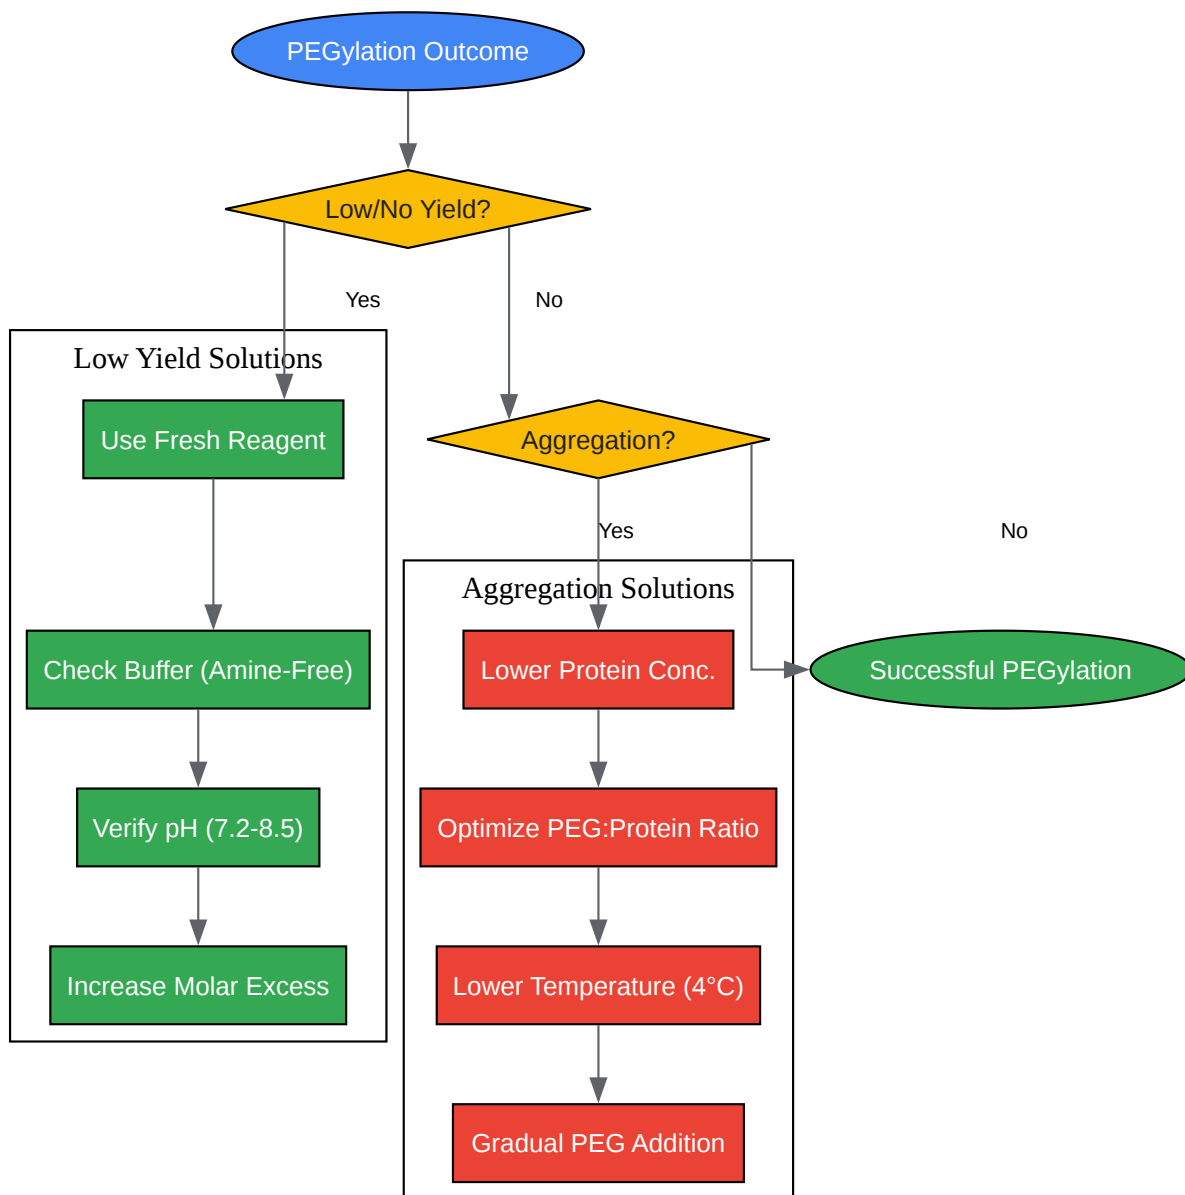 PEGylation Outcome
Low/No Yield?
Yes
No
Low Yield Solutions
Use Fresh Reagent
Aggregation?
Yes
No
Aggregation Solutions
Check Buffer (Amine-Free)
Lower Protein Conc.
Successful PEGylation
Verify pH (7.2-8.5)
Optimize PEG:Protein Ratio
Increase Molar Excess
Lower Temperature (4°C)
Gradual PEG Addition